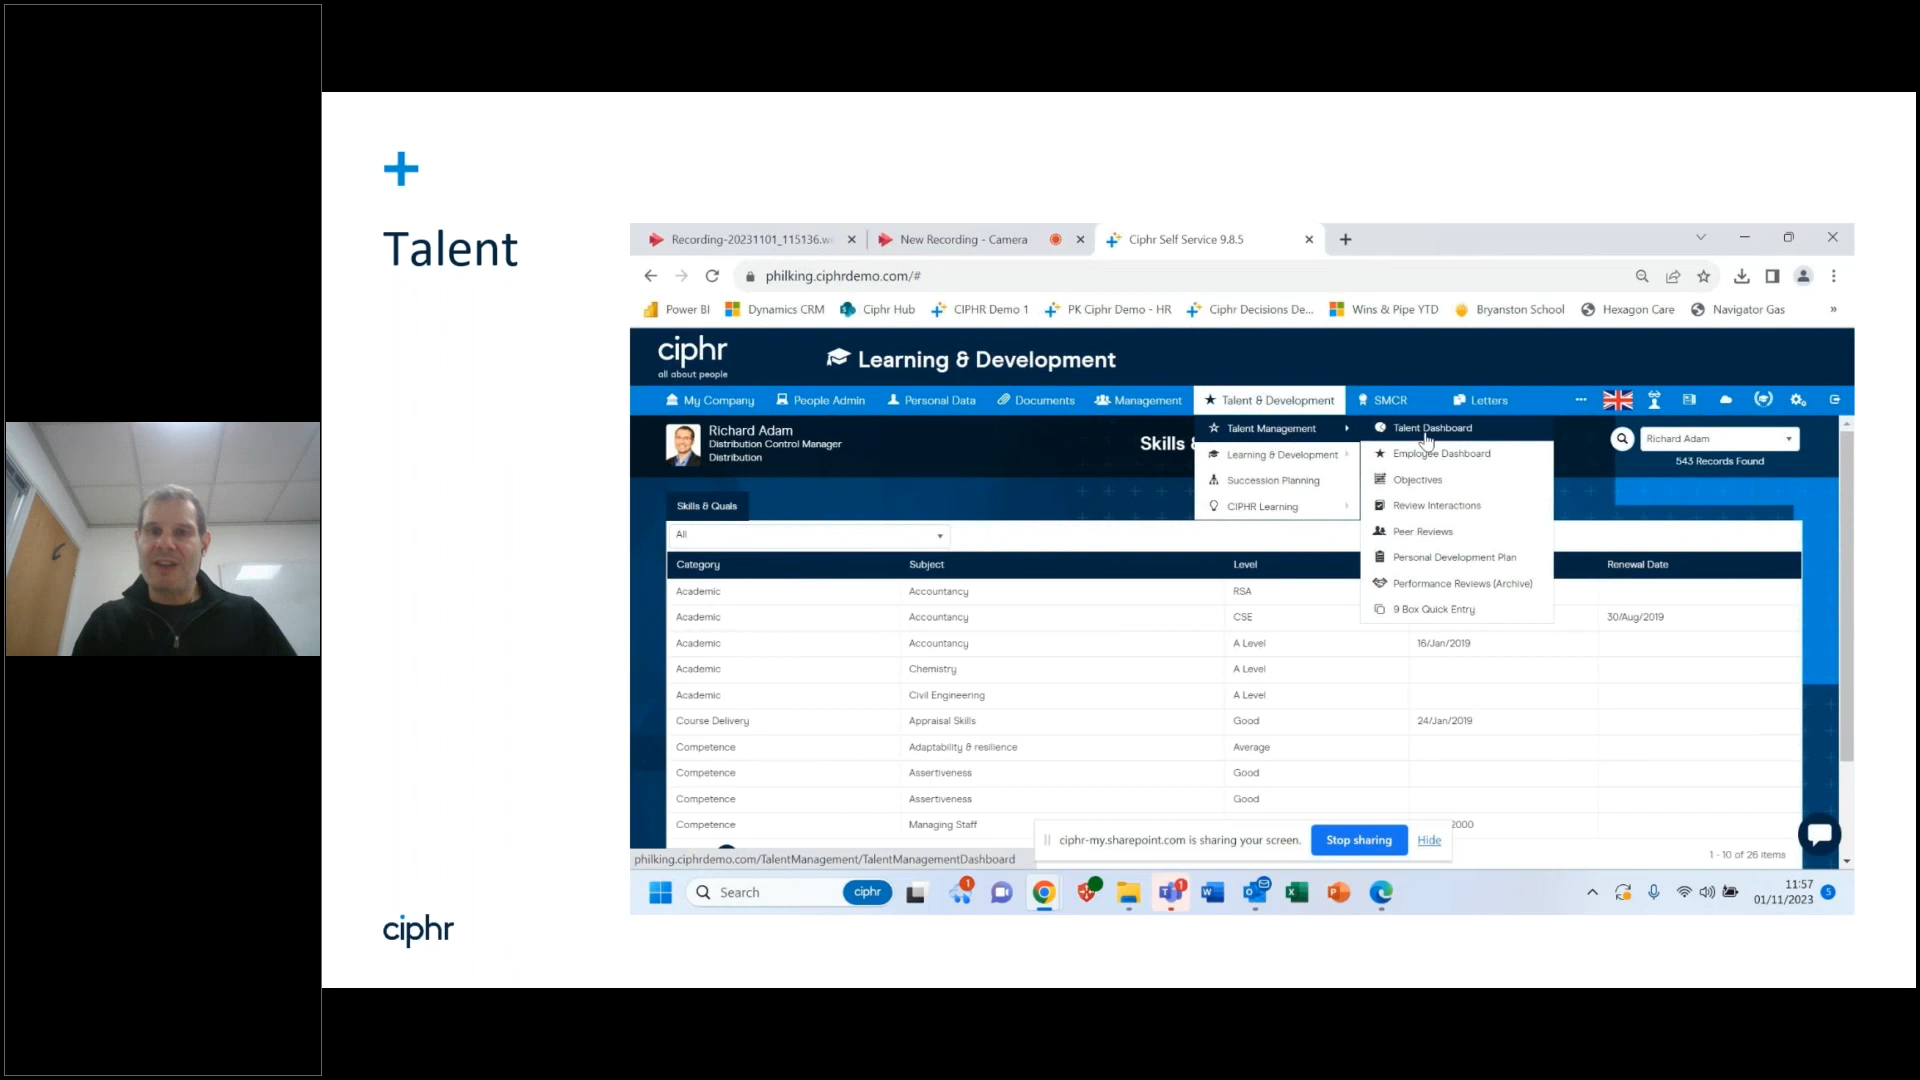 Talent
Recording-20231101_115136.we
New Recording - Camera
Ciphr Self Service 9.8.5
philking.ciphrdemo.com/#
Power BI
Dynamics CRM
Ciphr Hub
CIPHR Demo 1
PK Ciphr Demo - HR
Ciphr Decisions De...
Wins & Pipe YTD
Bryanston School
Hexagon Care
Navigator Gas
»
ciphr
all about people
Learning & Development
My Company
People Admin
Personal Data
Documents
Management
Talent & Development
SMCR
Letters
Richard Adam
Distribution Control Manager
Distribution
Skills &
Talent Management
Learning & Development
Succession Planning
CIPHR Learning
Talent Dashboard
Employee Dashboard
Objectives
Review Interactions
Peer Reviews
Personal Development Plan
Performance Reviews (Archive)
9 Box Quick Entry
Richard Adam
543 Records Found
Skills & Quals
All
Category Subject Level Renewal Date
Academic Accountancy RSA
Academic Accountancy CSE 30/Aug/2019
Academic Accountancy A Level 16/Jan/2019
Academic Chemistry A Level
Academic Civil Engineering A Level
Course Delivery Appraisal Skills Good 24/Jan/2019
Competence Adaptability & resilience Average
Competence Assertiveness Good
Competence Assertiveness Good
Competence Managing Staff 2000
ciphr-my.sharepoint.com is sharing your screen.
Stop sharing
Hide
1 - 10 of 26 items
philking.ciphrdemo.com/TalentManagement/TalentManagementDashboard
Search
ciphr
1
1
11:57
01/11/2023
5
ciphr